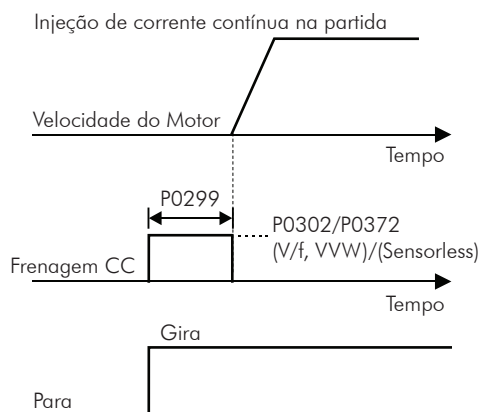 Injeção de corrente contínua na partida
Velocidade do Motor
Tempo
P0299
P0302/P0372
(V/f, VVW)/(Sensorless)
Frenagem CC
Tempo
Gira
Para